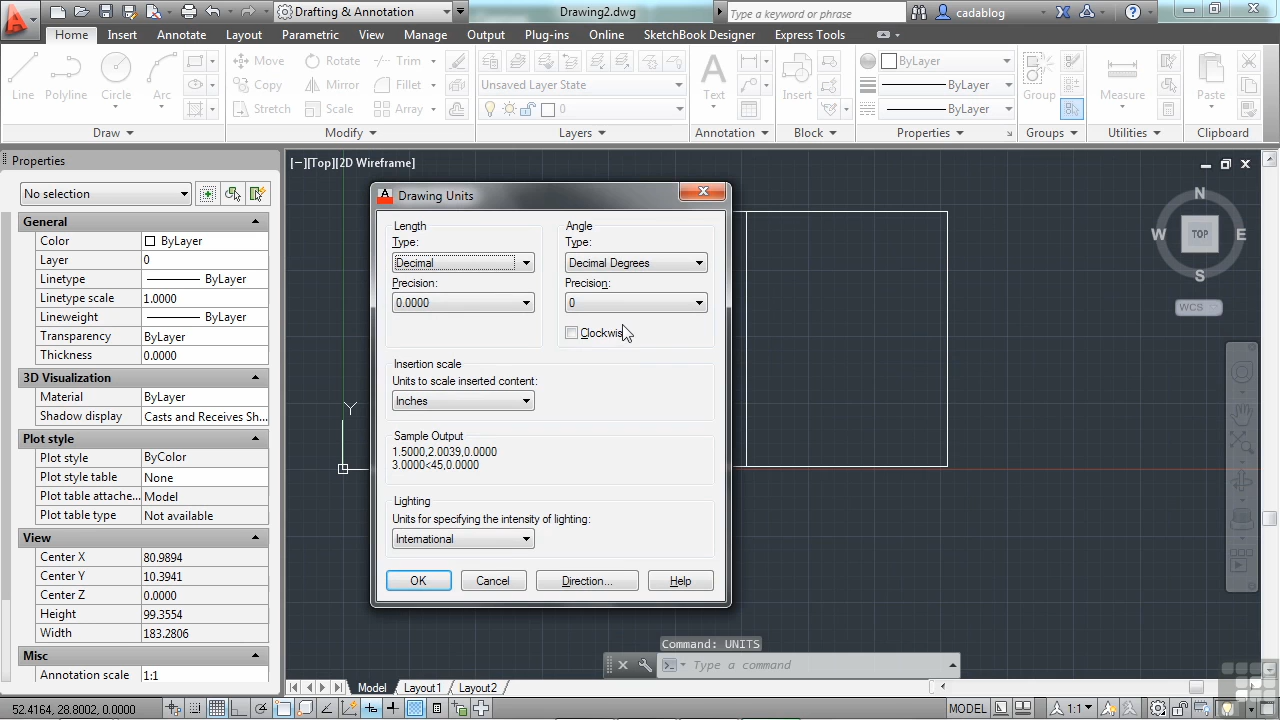 Drafting & Annotation
Drawing2.dwg
Type a keyword or phrase
cadablog
Home Insert Annotate Layout Parametric View Manage Output Plug-ins Online SketchBook Designer Express Tools
Line Polyline Circle Arc
Move Rotate Trim
Copy Mirror Fillet
Stretch Scale Array
Unsaved Layer State
0
Text
Insert
ByLayer
ByLayer
ByLayer
Group
Measure
Paste
Draw Modify Layers Annotation Block Properties Groups Utilities Clipboard
Properties
No selection
General
Color ByLayer
Layer 0
Linetype ByLayer
Linetype scale 1.0000
Lineweight ByLayer
Transparency ByLayer
Thickness 0.0000
3D Visualization
Material ByLayer
Shadow display Casts and Receives Sh...
Plot style
Plot style ByColor
Plot style table None
Plot table attache... Model
Plot table type Not available
View
Center X 80.9894
Center Y 10.3941
Center Z 0.0000
Height 99.3554
Width 183.2806
Misc
Annotation scale 1:1
[−][Top][2D Wireframe]
Y
N
W TOP E
S
WCS
Drawing Units
Length
Type:
Decimal
Precision:
0.0000
Angle
Type:
Decimal Degrees
Precision:
0
Clockwis
Insertion scale
Units to scale inserted content:
Inches
Sample Output
1.5000,2.0039,0.0000
3.0000<45,0.0000
Lighting
Units for specifying the intensity of lighting:
International
OK Cancel Direction... Help
Command: UNITS
Type a command
Model Layout1 Layout2
52.4164, 28.8002, 0.0000
MODEL
1:1